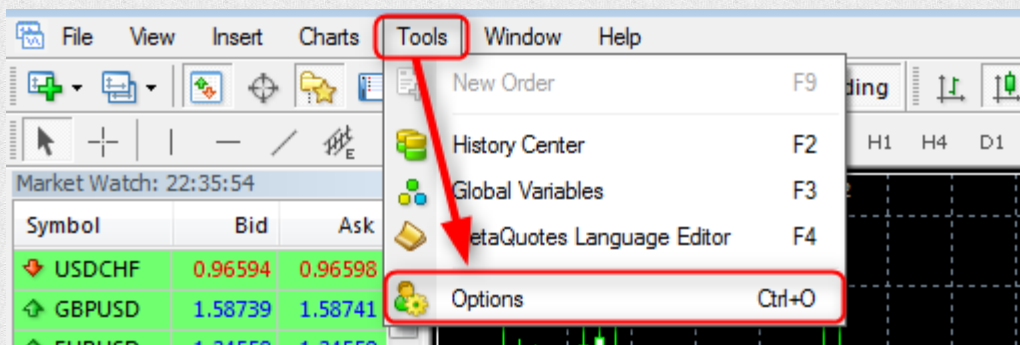 File View Insert Charts Tools Window Help
New Order F9
H1 H4 D1
History Center F2
Global Variables F3
etaQuotes Language Editor F4
Options Ctrl+O
Market Watch: 22:35:54
Symbol Bid Ask
USDCHF 0.96594 0.96598
GBPUSD 1.58739 1.58741